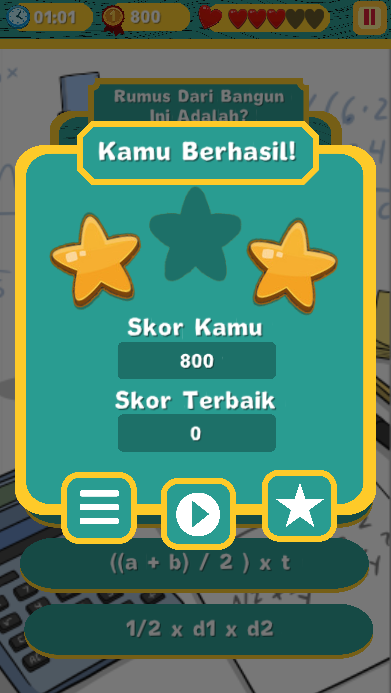 01:01
1
800
Rumus Dari Bangun
Ini Adalah?
Kamu Berhasil!
Skor Kamu
800
Skor Terbaik
0
((a + b) / 2 ) x t
1/2 x d1 x d2